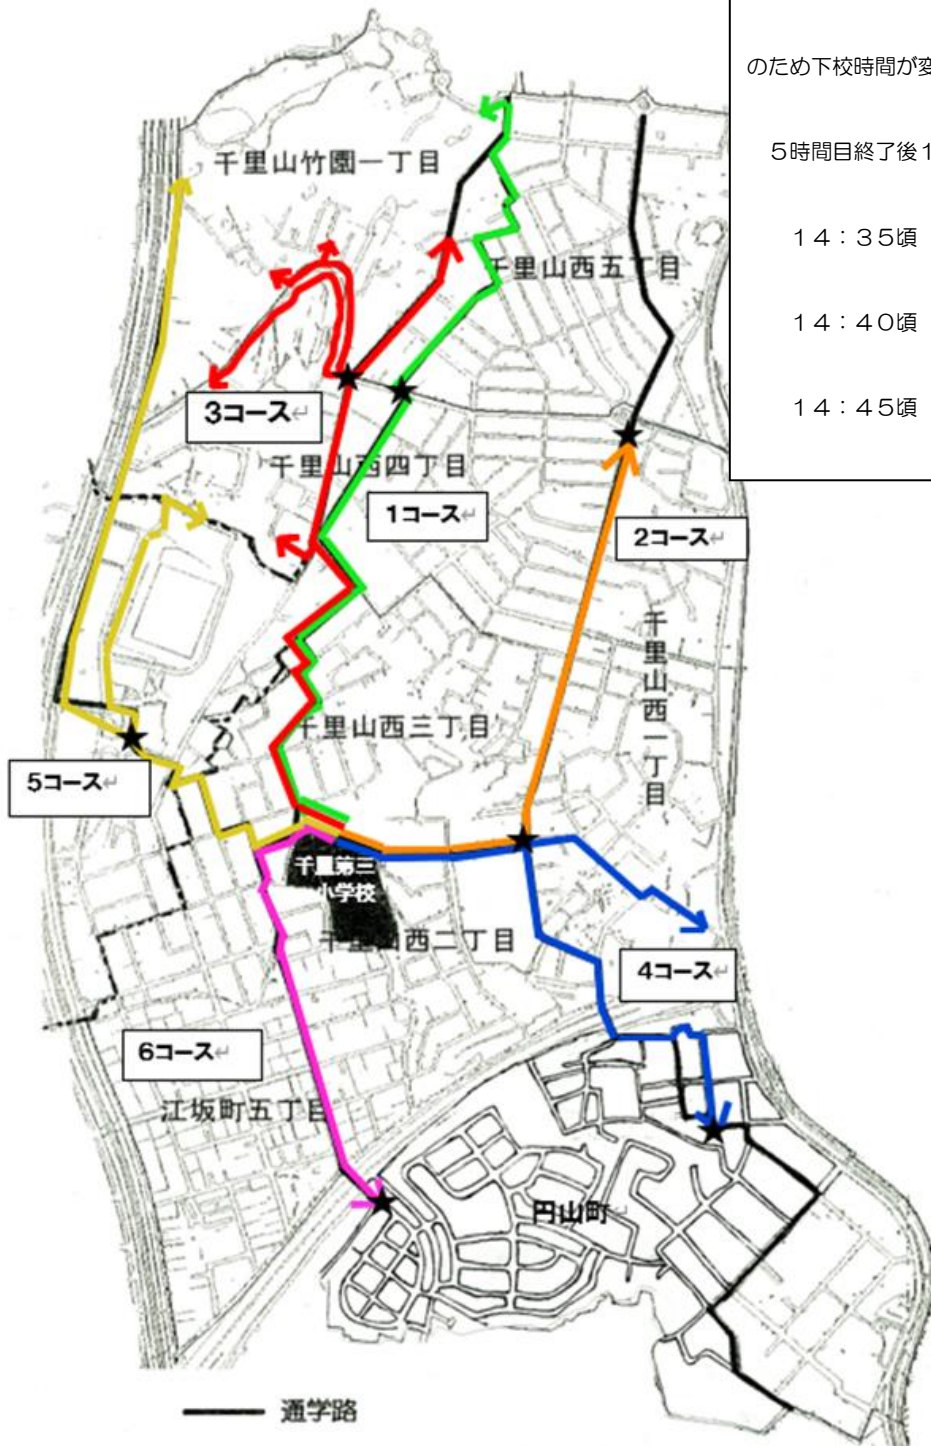 のため下校時間が変
５時間目終了後１
１４：３５頃
１４：４０頃
１４：４５頃
千里山竹園一丁目
千里山西五丁目
3コース↵
千里山西四丁目
1コース↵
2コース↵
千里山西一丁目
千里山西三丁目
5コース↵
千里第三
小学校
千里山西二丁目
4コース↵
6コース↵
江坂町五丁目
円山町
通学路